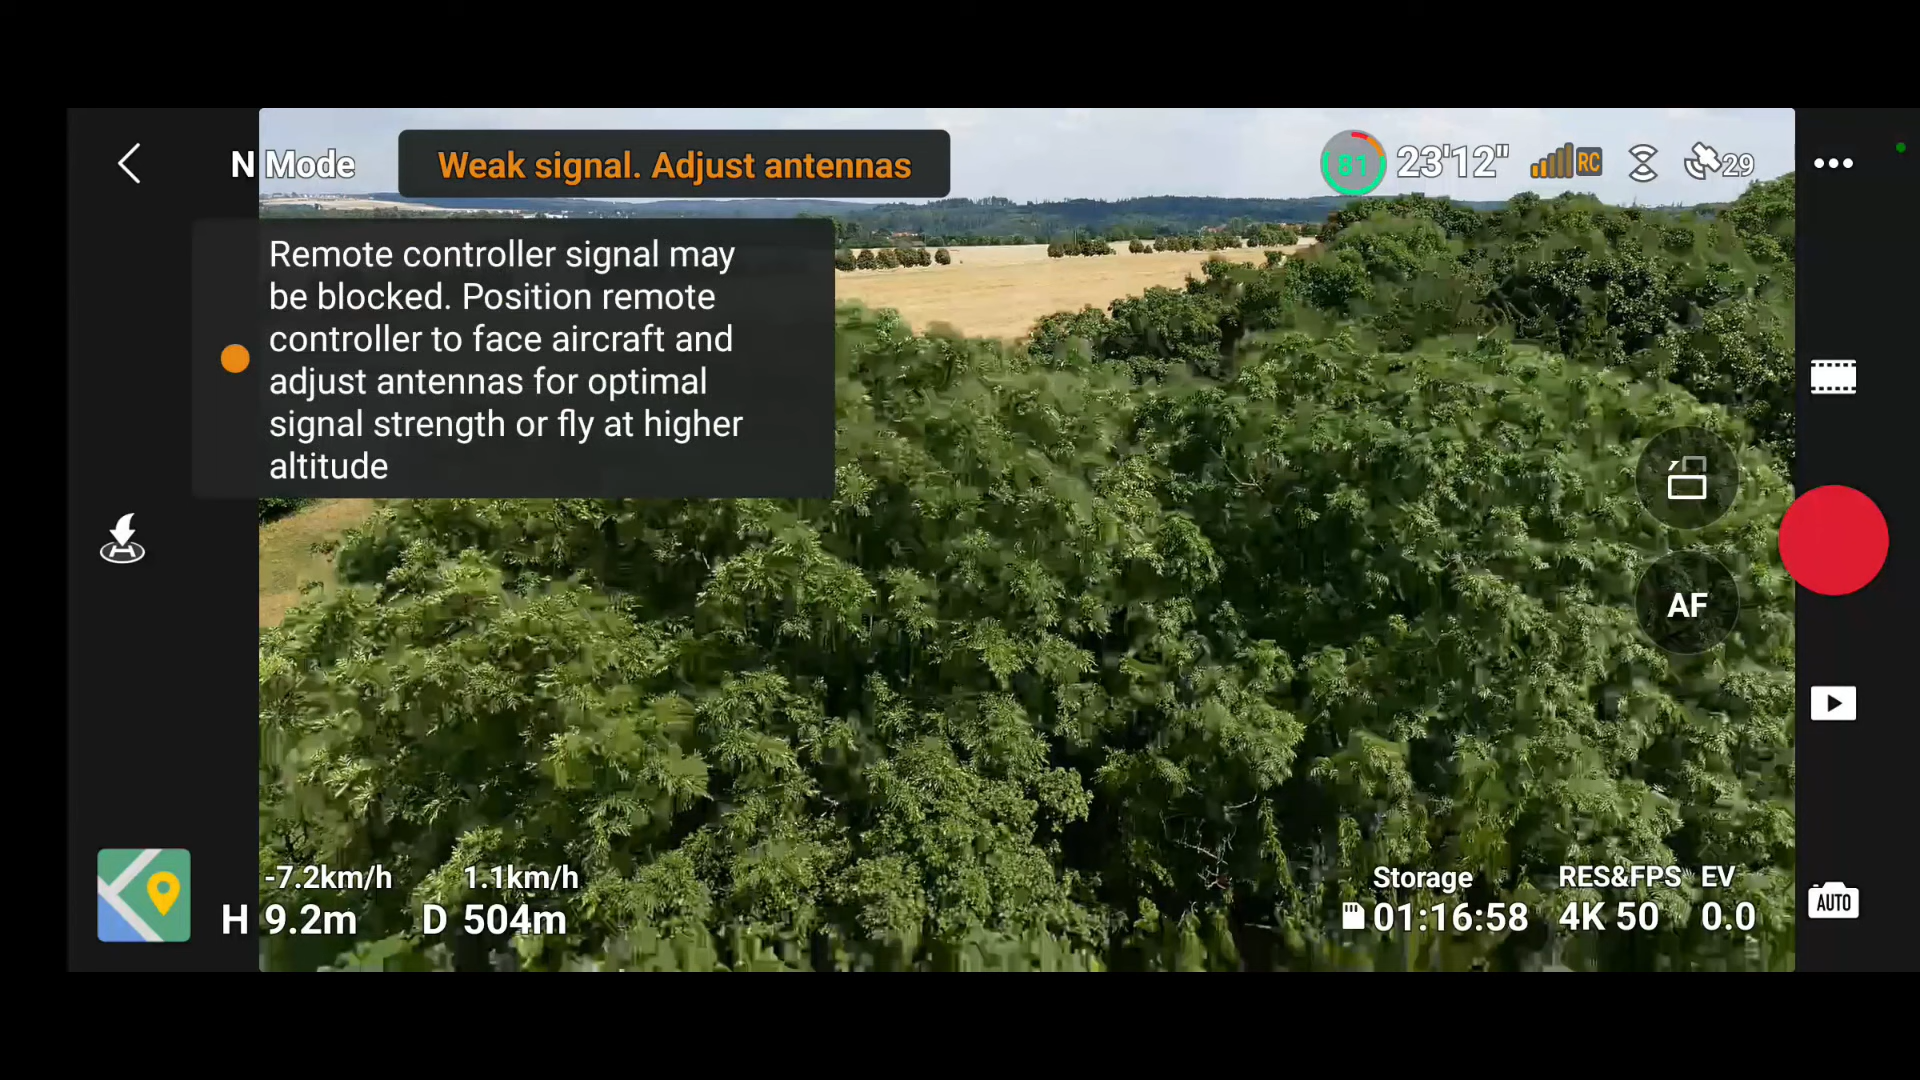 N Mode
Weak signal. Adjust antennas
81
23'12"
RC
29
Remote controller signal may
be blocked. Position remote
controller to face aircraft and
adjust antennas for optimal
signal strength or fly at higher
altitude
AF
-7.2km/h 1.1km/h
H 9.2m D 504m
Storage RES&FPS EV
01:16:58 4K 50 0.0
AUTO